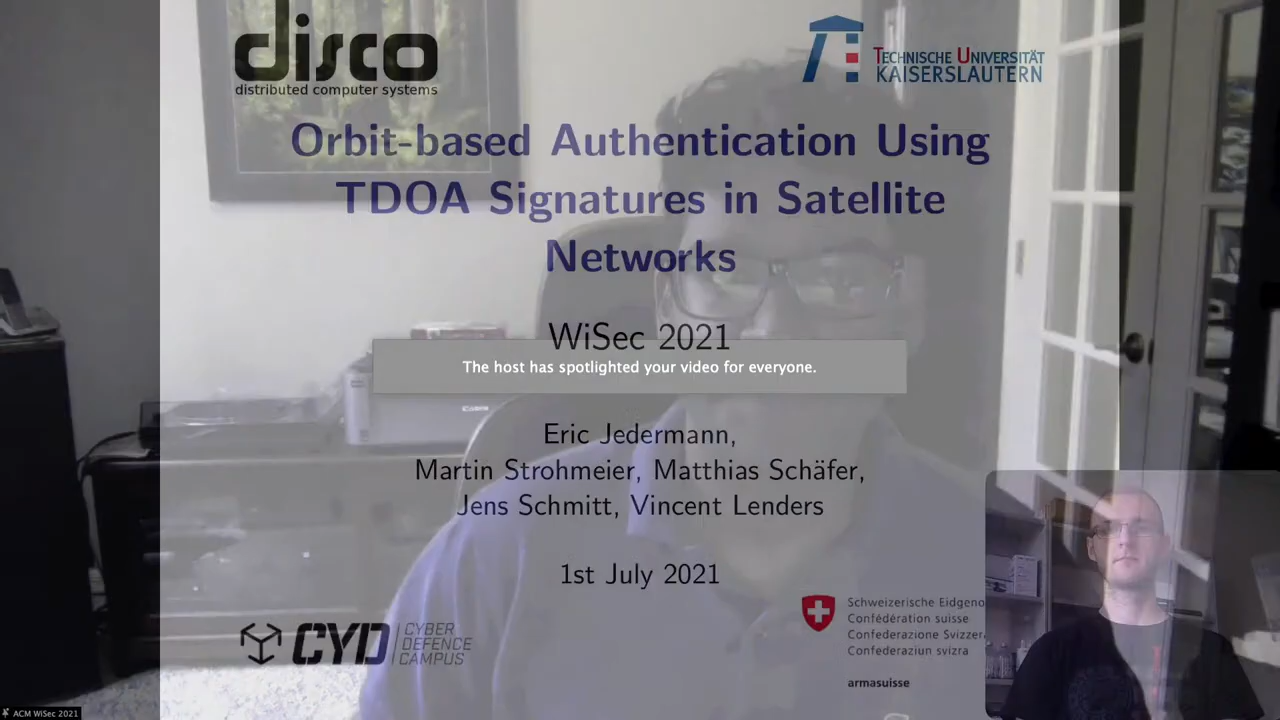 disco
distributed computer systems
TECHNISCHE UNIVERSITÄT
KAISERSLAUTERN
Orbit-based Authentication Using
TDOA Signatures in Satellite
Networks
WiSec 2021
The host has spotlighted your video for everyone.
Canon
Eric Jedermann,
Martin Strohmeier, Matthias Schäfer,
Jens Schmitt, Vincent Lenders
1st July 2021
CYD
CYBER
DEFENCE
CAMPUS
Schweizerische Eidgeno
Confédération suisse
Confederazione Svizzer
Confederaziun svizra
armasuisse
ACM WiSec 2021